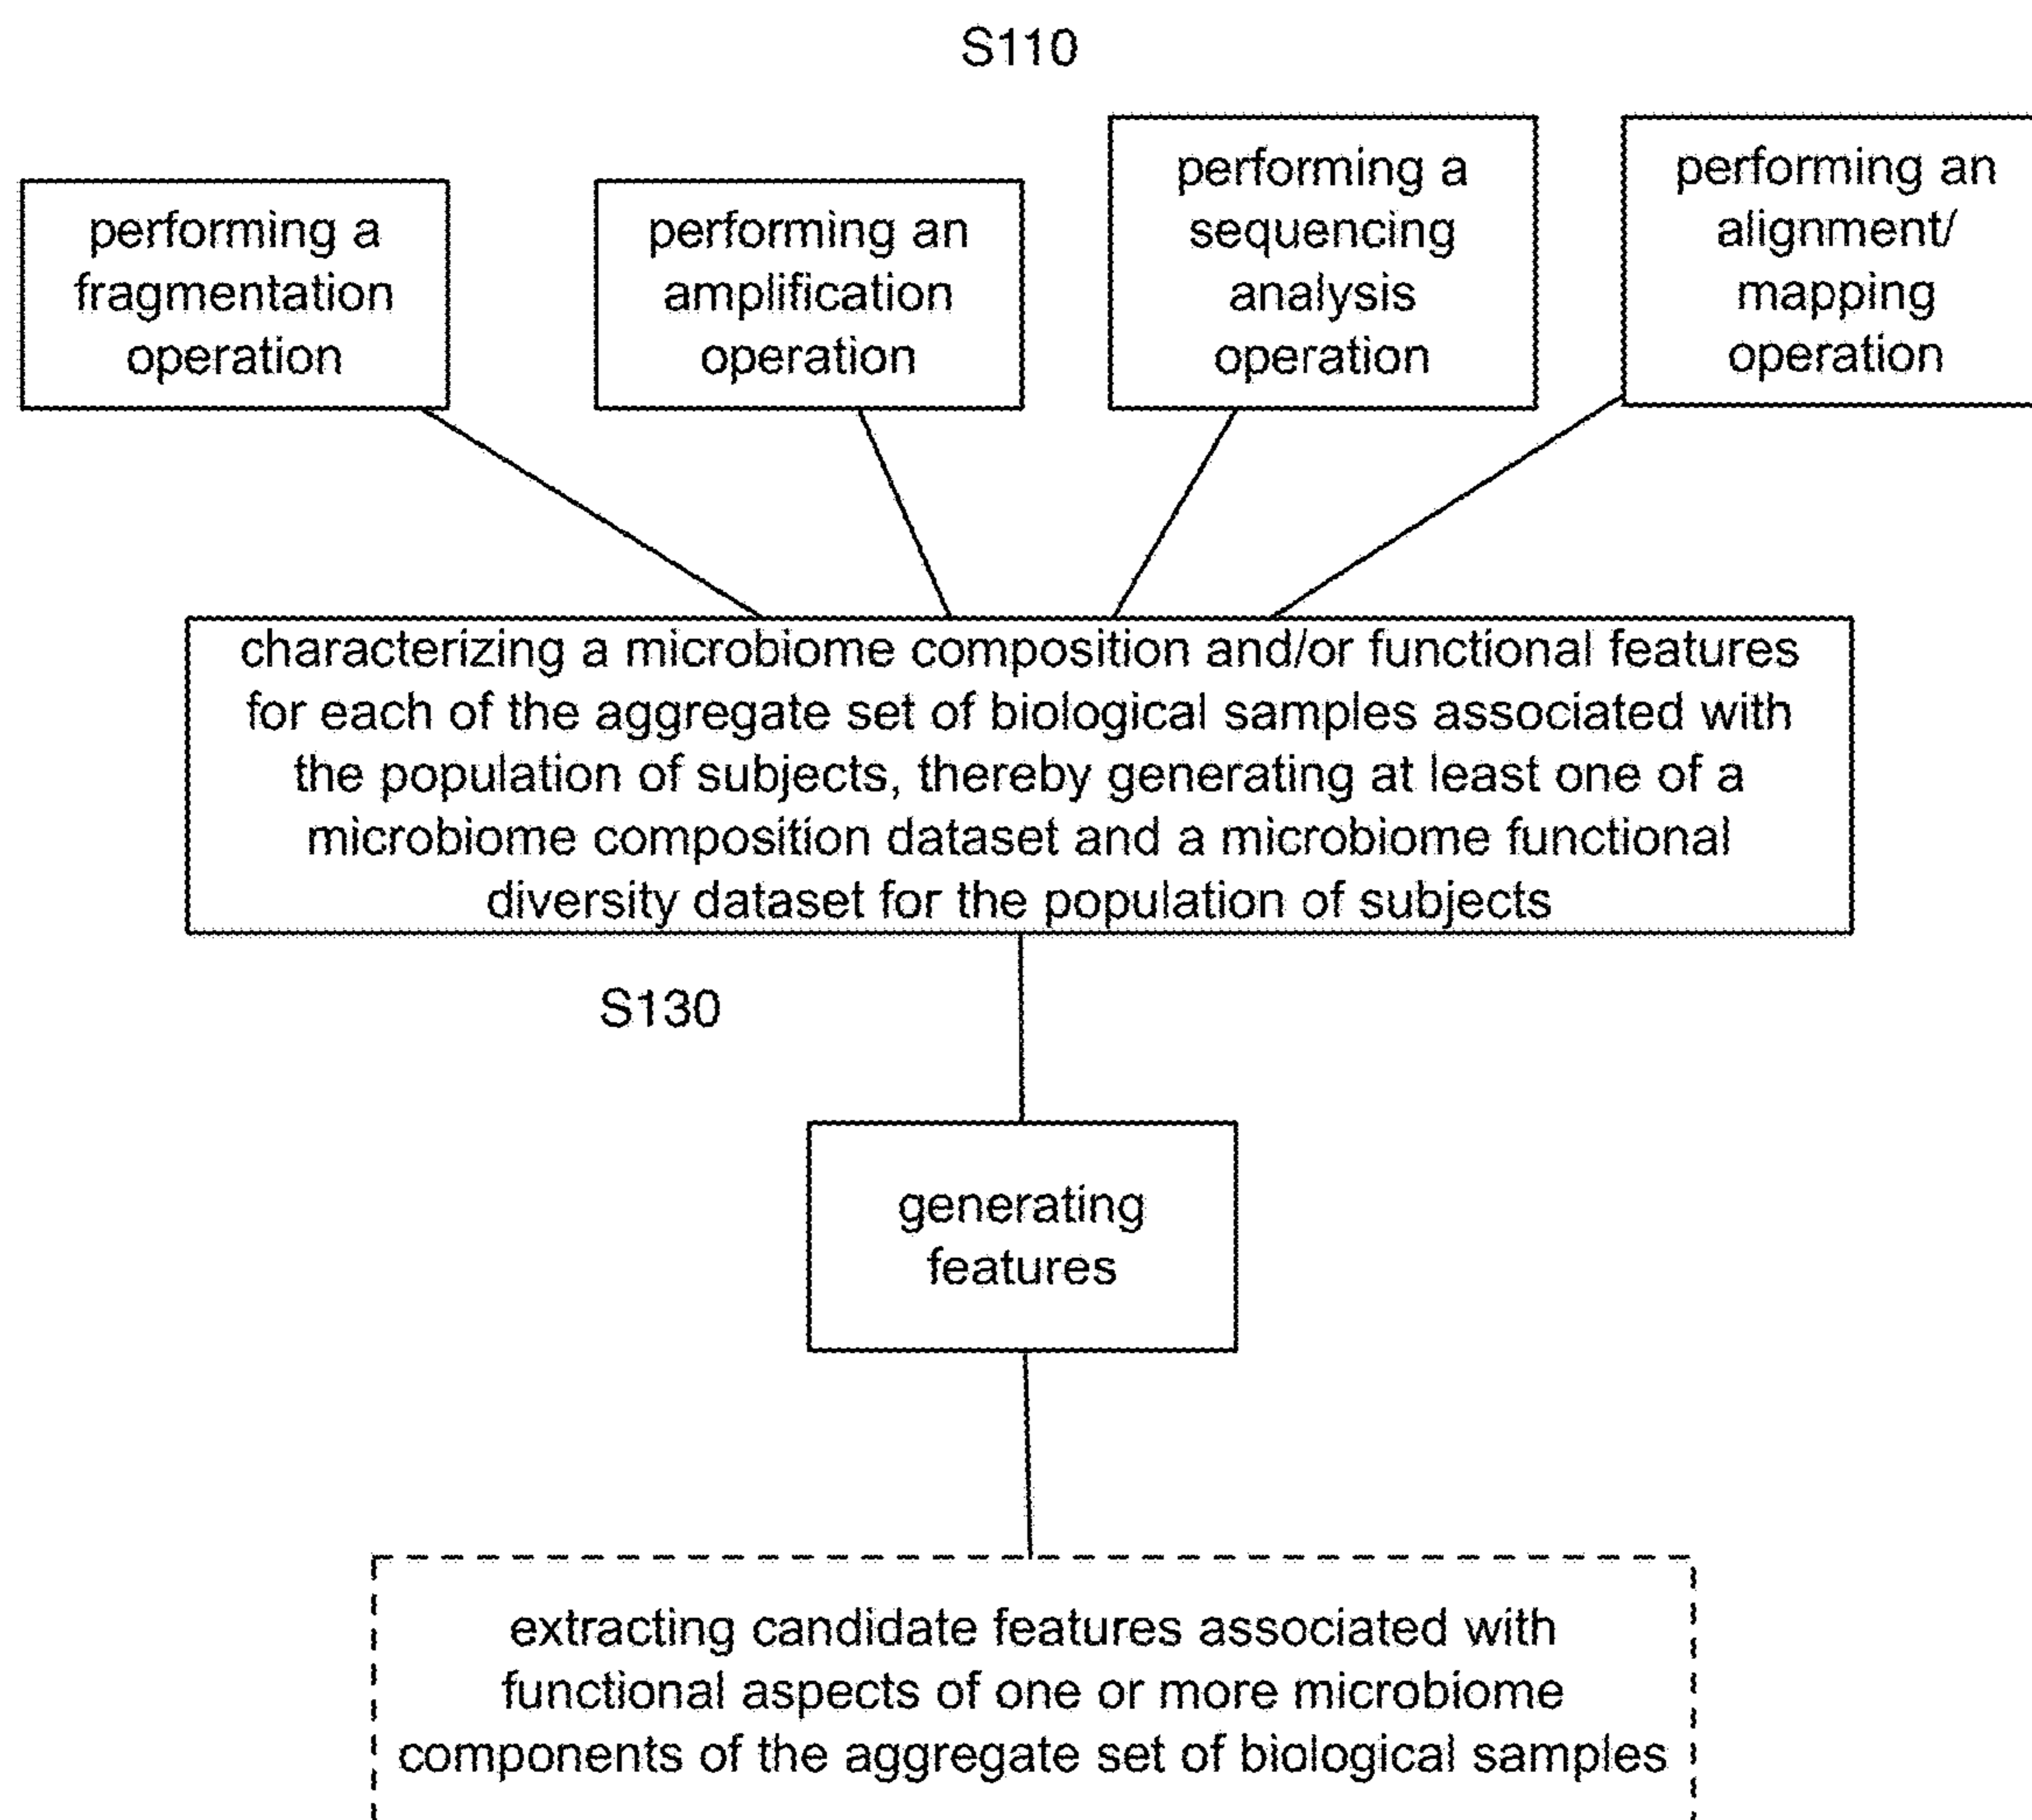 S110
performing a
fragmentation
operation
performing an
amplification
operation
performing a
sequencing
analysis
operation
performing an
alignment/
mapping
operation
characterizing a microbiome composition and/or functional features
for each of the aggregate set of biological samples associated with
the population of subjects, thereby generating at least one of a
microbiome composition dataset and a microbiome functional
diversity dataset for the population of subjects
S130
generating
features
extracting candidate features associated with
functional aspects of one or more microbiome
components of the aggregate set of biological samples